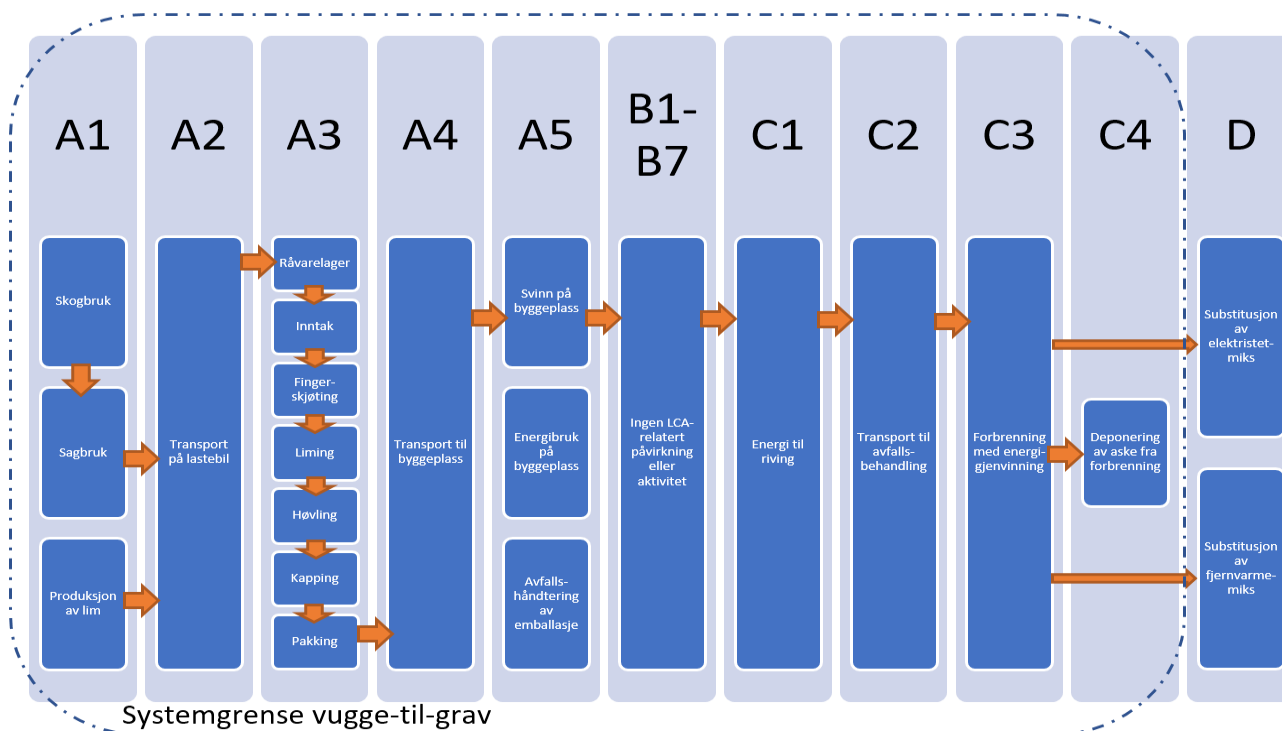 A1
A2
A3
A4
A5
B1-
B7
C1
C2
C3
C4
D
Skogbruk
Sagbruk
Produksjon
av lim
Transport
på lastebil
Råvarelager
Inntak
Finger-
skjøting
Liming
Høvling
Kapping
Pakking
Transport til
byggeplass
Svinn på
byggeplass
Energibruk
på
byggeplass
Avfalls-
håndtering
av
emballasje
Ingen LCA-
relatert
påvirkning
eller
aktivitet
Energi til
riving
Transport til
avfalls-
behandling
Forbrenning
med energi-
gjenvinning
Deponering
av aske fra
forbrenning
Substitusjon
av
elektristet-
miks
Substitusjon
av
fjernvarme-
miks
Systemgrense vugge-til-grav